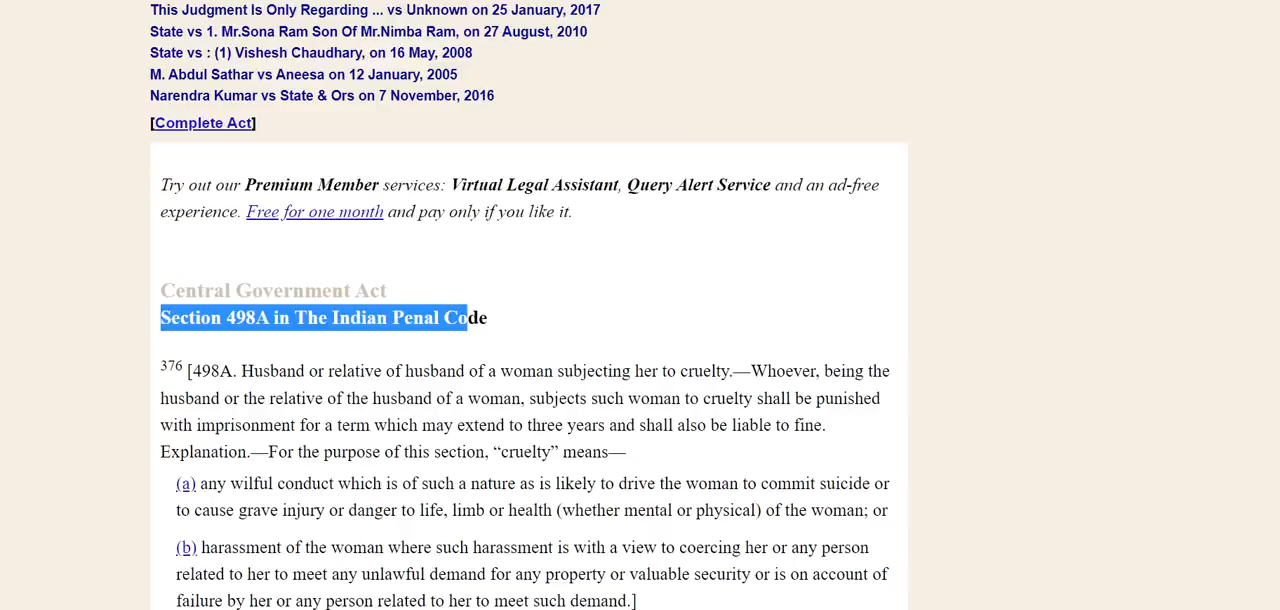 This Judgment Is Only Regarding ... vs Unknown on 25 January, 2017
State vs 1. Mr.Sona Ram Son Of Mr.Nimba Ram, on 27 August, 2010
State vs : (1) Vishesh Chaudhary, on 16 May, 2008
M. Abdul Sathar vs Aneesa on 12 January, 2005
Narendra Kumar vs State & Ors on 7 November, 2016
[Complete Act]
Try out our Premium Member services: Virtual Legal Assistant, Query Alert Service and an ad-free
experience. Free for one month and pay only if you like it.
Central Government Act
Section 498A in The Indian Penal Code
376 [498A. Husband or relative of husband of a woman subjecting her to cruelty.—Whoever, being the
husband or the relative of the husband of a woman, subjects such woman to cruelty shall be punished
with imprisonment for a term which may extend to three years and shall also be liable to fine.
Explanation.—For the purpose of this section, “cruelty” means—
(a) any wilful conduct which is of such a nature as is likely to drive the woman to commit suicide or
to cause grave injury or danger to life, limb or health (whether mental or physical) of the woman; or
(b) harassment of the woman where such harassment is with a view to coercing her or any person
related to her to meet any unlawful demand for any property or valuable security or is on account of
failure by her or any person related to her to meet such demand.]